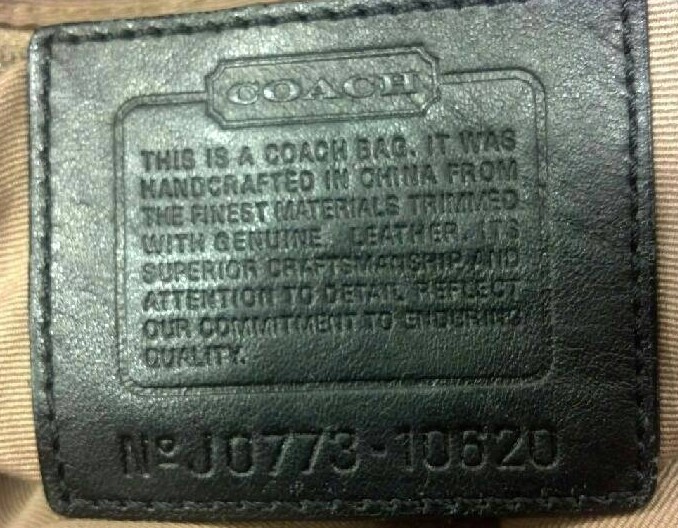 COACH
THIS IS A COACH BAG. IT WAS
HANDCRAFTED IN CHINA FROM
THE FINEST MATERIALS TRIMMED
WITH GENUINE LEATHER. ITS
SUPERIOR CRAFTSMANSHIP AND
ATTENTION TO DETAIL REFLECT
OUR COMMITMENT TO ENDURING
QUALITY.
Nº J0773-10620